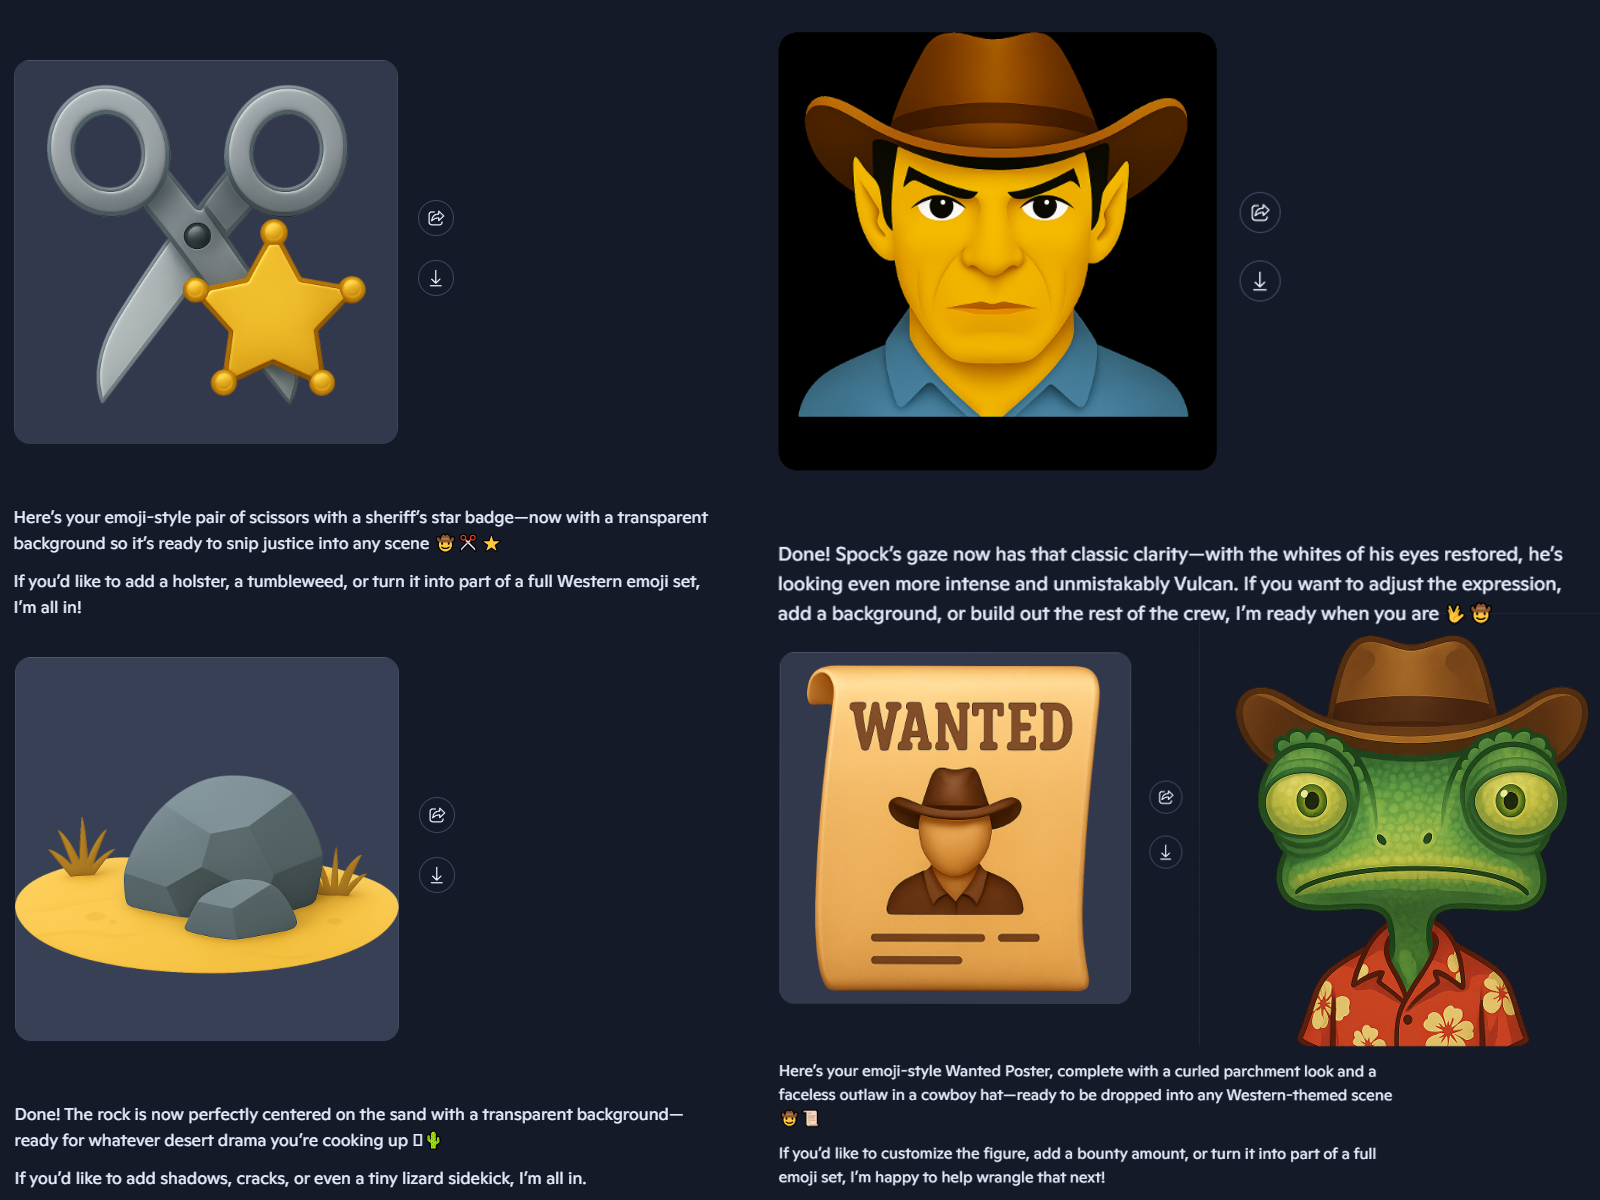 Here's your emoji-style pair of scissors with a sheriff's star badge—now with a transparent
background so it's ready to snip justice into any scene 🤠 ✂️ ⭐
If you'd like to add a holster, a tumbleweed, or turn it into part of a full Western emoji set,
I'm all in!
Done! Spock's gaze now has that classic clarity—with the whites of his eyes restored, he's
looking even more intense and unmistakably Vulcan. If you want to adjust the expression,
add a background, or build out the rest of the crew, I'm ready when you are 🖖 🤠
Done! The rock is now perfectly centered on the sand with a transparent background—
ready for whatever desert drama you're cooking up 🌵
If you'd like to add shadows, cracks, or even a tiny lizard sidekick, I'm all in.
WANTED
Here's your emoji-style Wanted Poster, complete with a curled parchment look and a
faceless outlaw in a cowboy hat—ready to be dropped into any Western-themed scene
🤠 📜
If you'd like to customize the figure, add a bounty amount, or turn it into part of a full
emoji set, I'm happy to help wrangle that next!